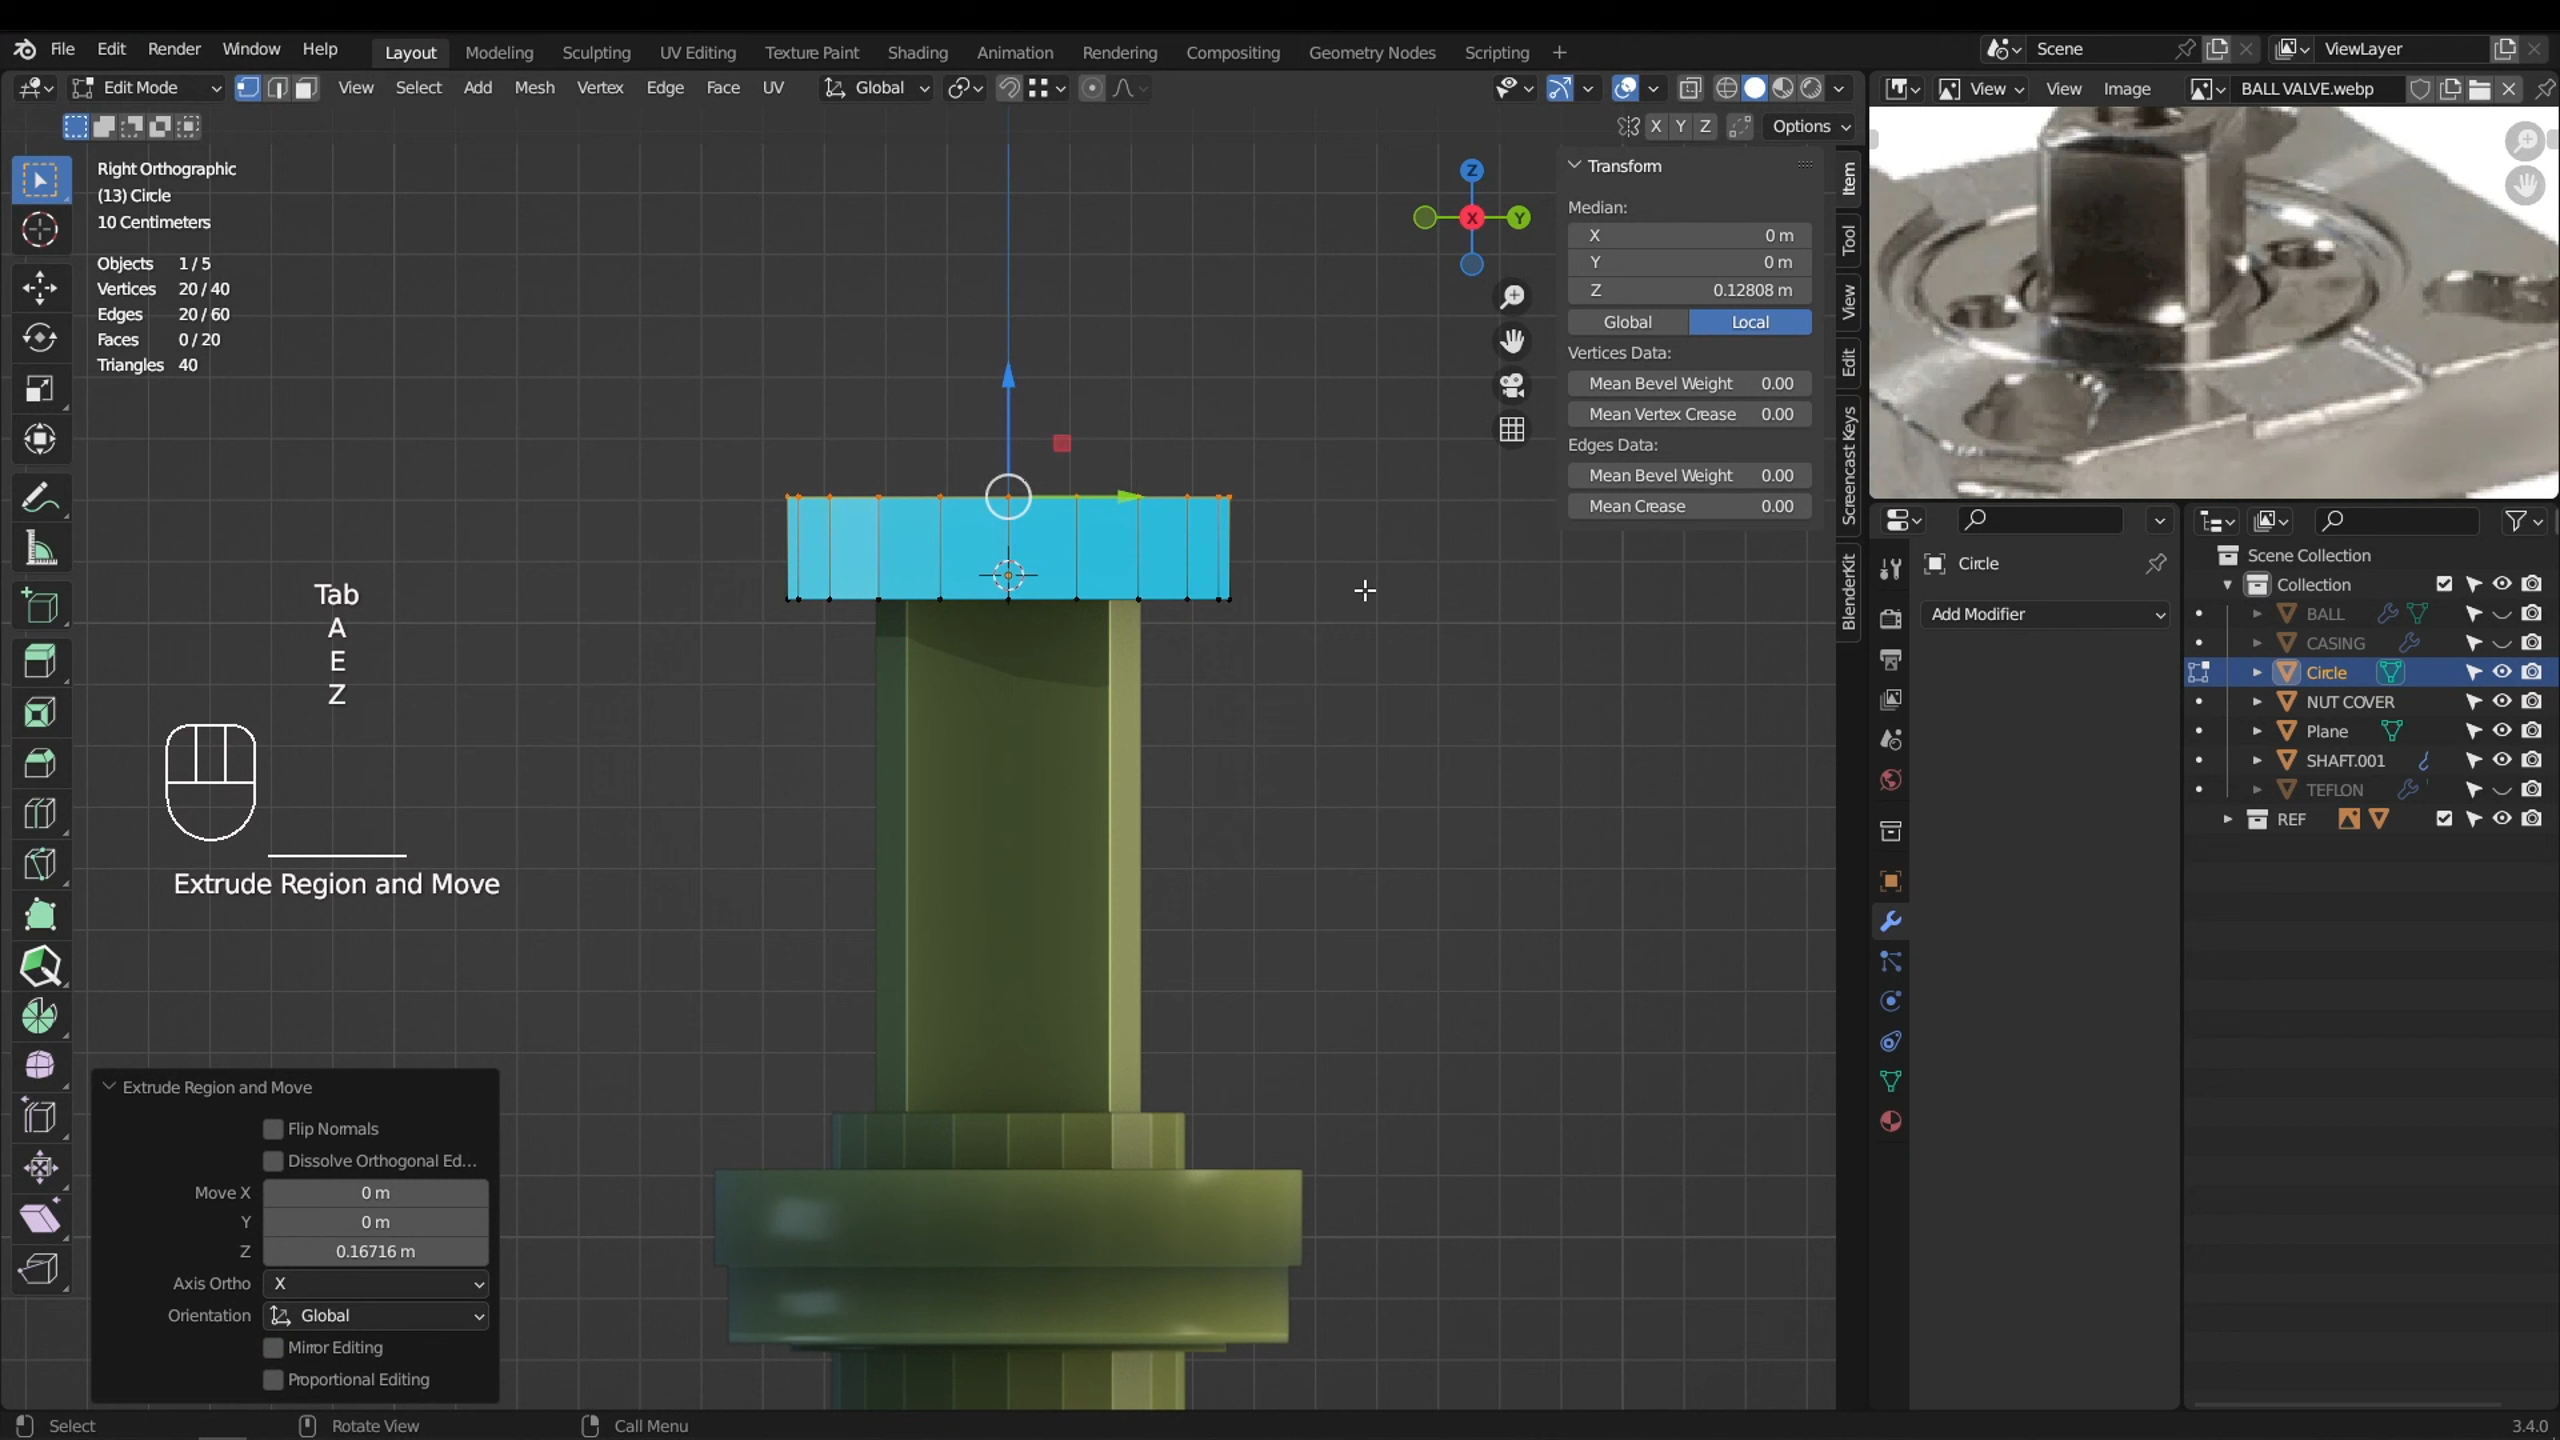 File Edit Render Window Help Layout Modeling Sculpting UV Editing Texture Paint Shading Animation Rendering Compositing Geometry Nodes Scripting + Scene ViewLayer
Edit Mode View Select Add Mesh Vertex Edge Face UV Global View View Image BALL VALVE.webp
X Y Z Options
Right Orthographic
(13) Circle
10 Centimeters
Objects 1 / 5
Vertices 20 / 40
Edges 20 / 60
Faces 0 / 20
Triangles 40
Z
X
Y
Transform
Median:
X 0 m
Y 0 m
Z 0.12808 m
Global Local
Vertices Data:
Mean Bevel Weight 0.00
Mean Vertex Crease 0.00
Edges Data:
Mean Bevel Weight 0.00
Mean Crease 0.00
Item
Tool
View
Edit
Screencast Keys
BlenderKit
Tab
A
E
Z
Extrude Region and Move
Extrude Region and Move
Flip Normals
Dissolve Orthogonal Ed...
Move X 0 m
Y 0 m
Z 0.16716 m
Axis Ortho X
Orientation Global
Mirror Editing
Proportional Editing
Circle
Add Modifier
Scene Collection
Collection
BALL
CASING
Circle
NUT COVER
Plane
SHAFT.001
TEFLON
REF
Select Rotate View Call Menu 3.4.0